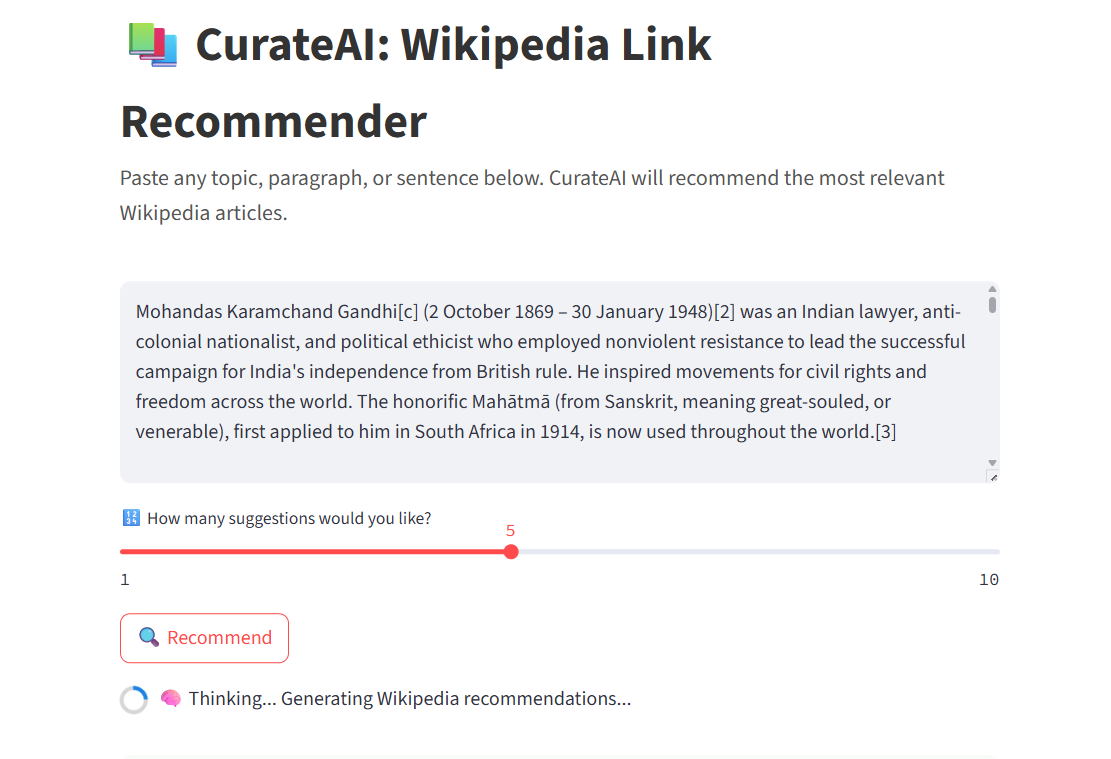 📚 CurateAI: Wikipedia Link
Recommender
Paste any topic, paragraph, or sentence below. CurateAI will recommend the most relevant
Wikipedia articles.
Mohandas Karamchand Gandhi[c] (2 October 1869 – 30 January 1948)[2] was an Indian lawyer, anti-
colonial nationalist, and political ethicist who employed nonviolent resistance to lead the successful
campaign for India's independence from British rule. He inspired movements for civil rights and
freedom across the world. The honorific Mahātmā (from Sanskrit, meaning great-souled, or
venerable), first applied to him in South Africa in 1914, is now used throughout the world.[3]
🔢 How many suggestions would you like?
5
1 10
🔍 Recommend
🧠 Thinking... Generating Wikipedia recommendations...